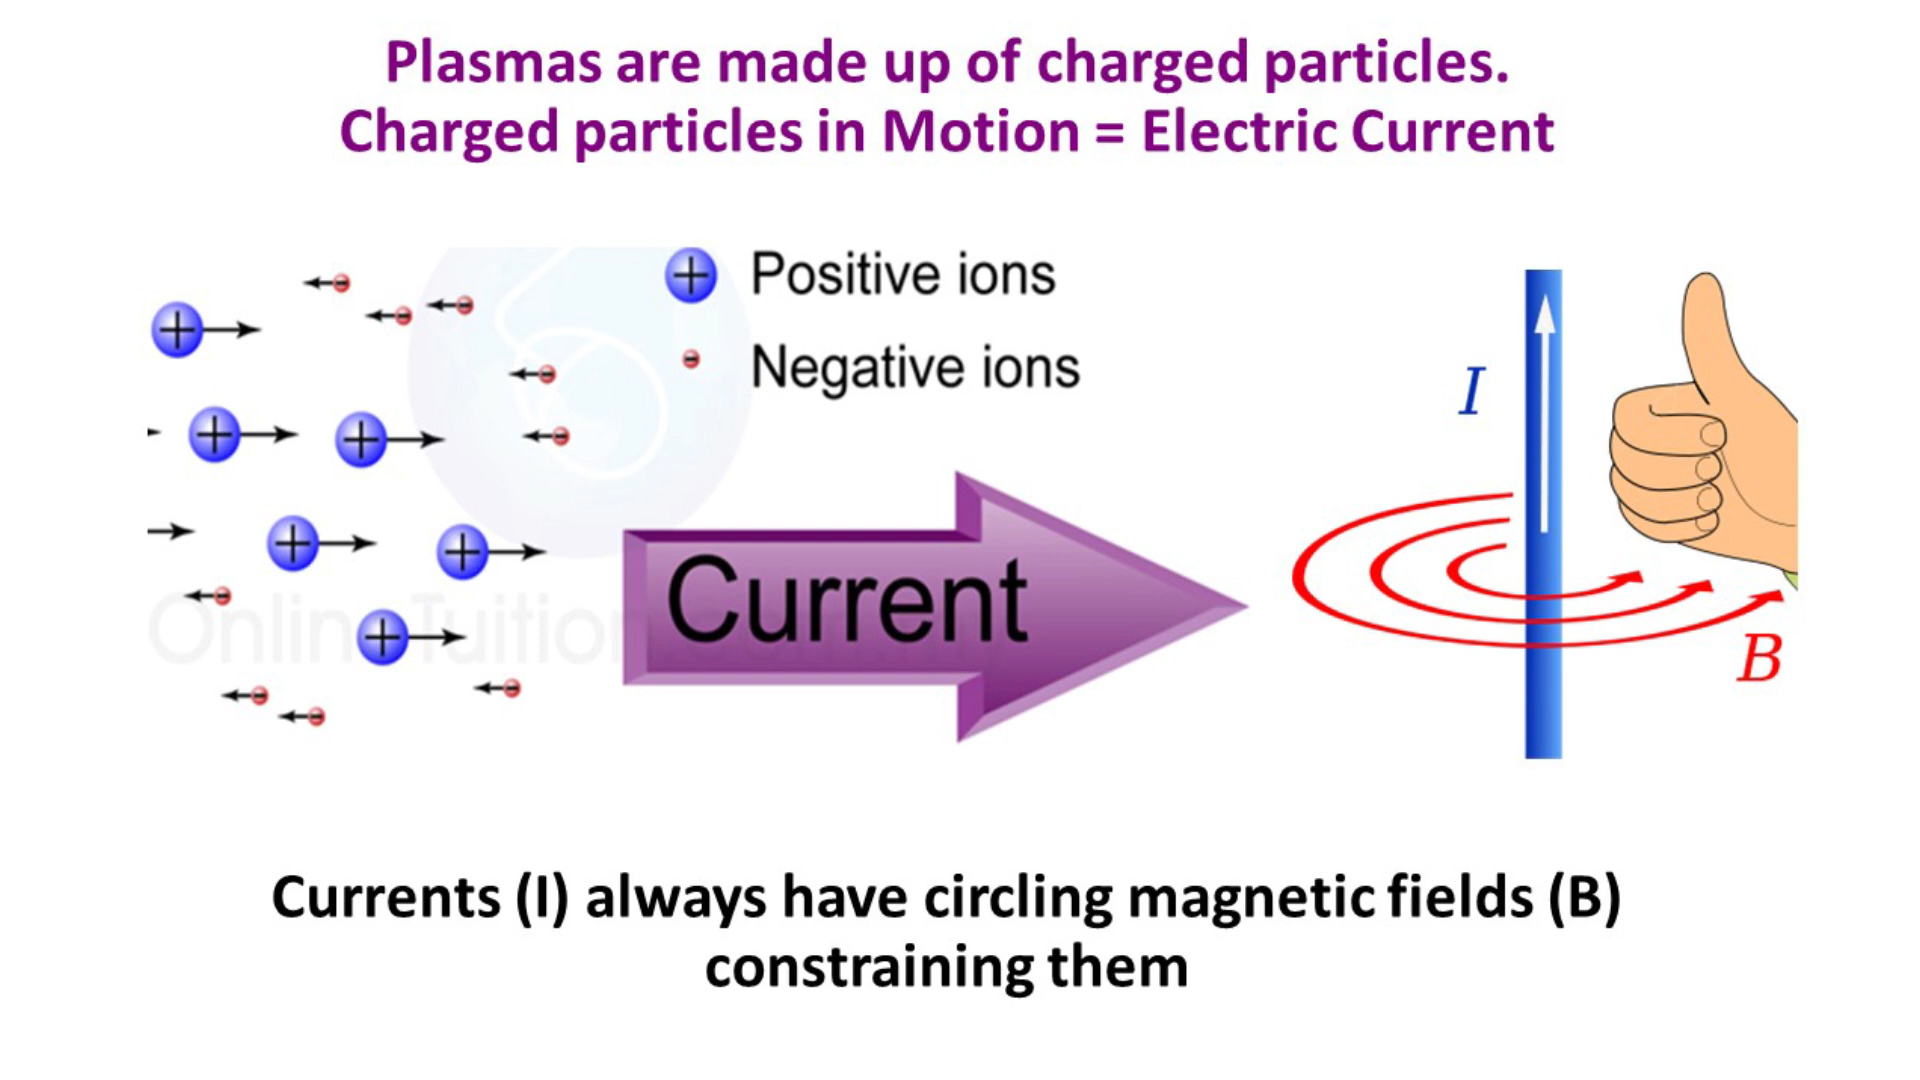 Plasmas are made up of charged particles.
Charged particles in Motion = Electric Current
Positive ions
Negative ions
I
Current
B
Currents (I) always have circling magnetic fields (B)
constraining them